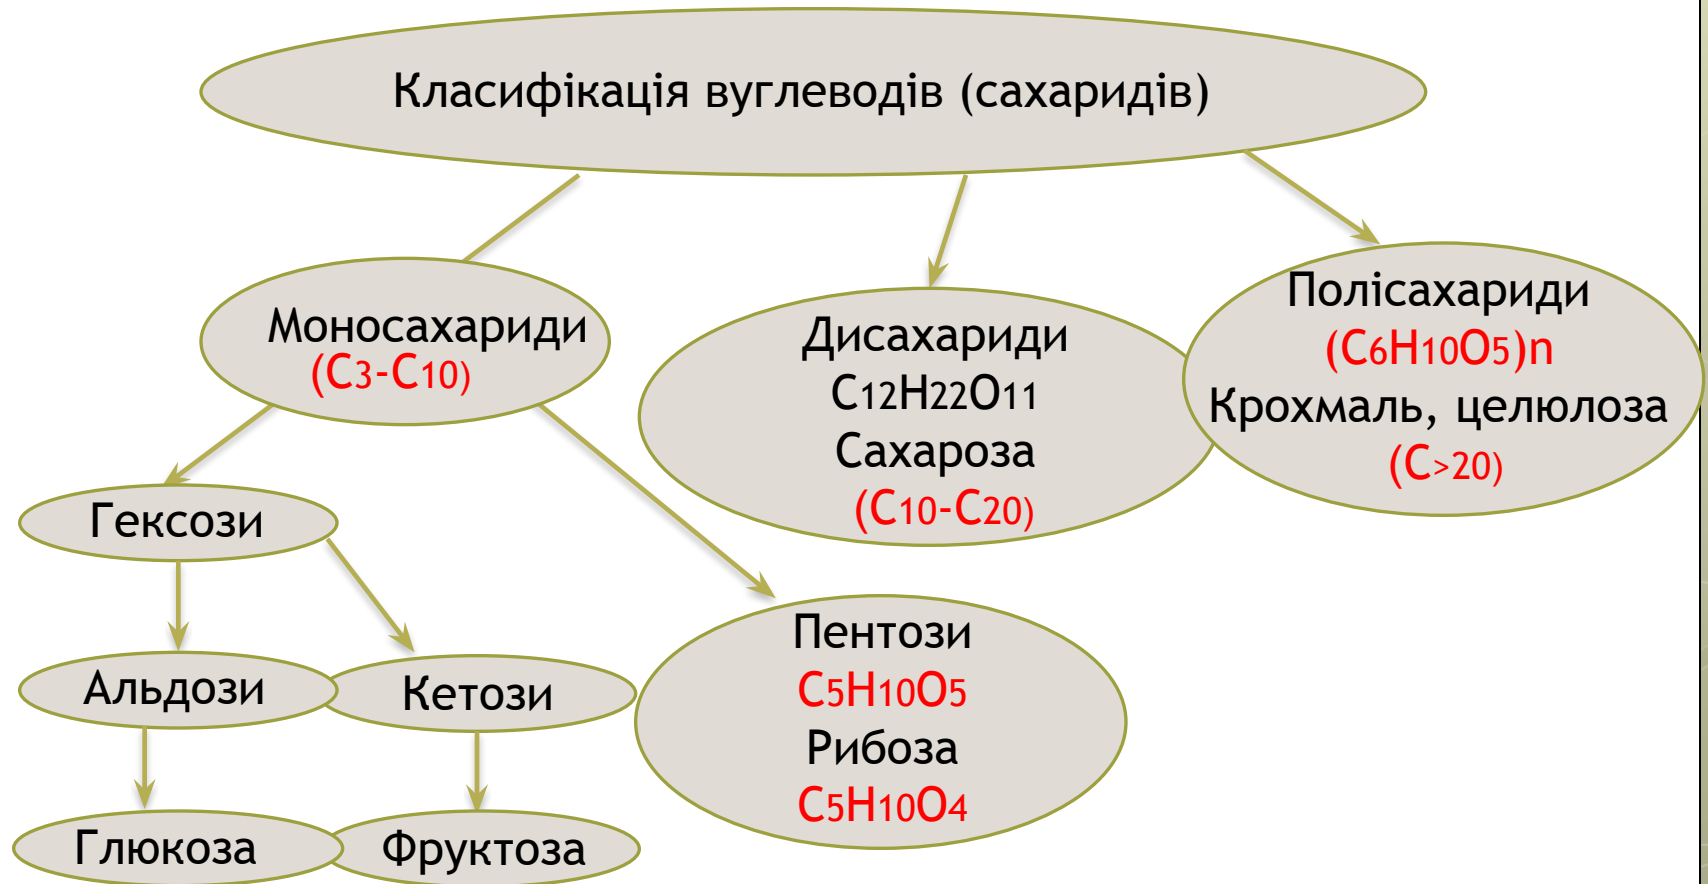 Класифікація вуглеводів (сахаридів)
Моносахариди
(C3-C10)
Дисахариди
C12H22O11
Сахароза
(C10-C20)
Полісахариди
(C6H10O5)n
Крохмаль, целюлоза
(C>20)
Гексози
Альдози
Кетози
Глюкоза
Фруктоза
Пентози
C5H10O5
Рибоза
C5H10O4